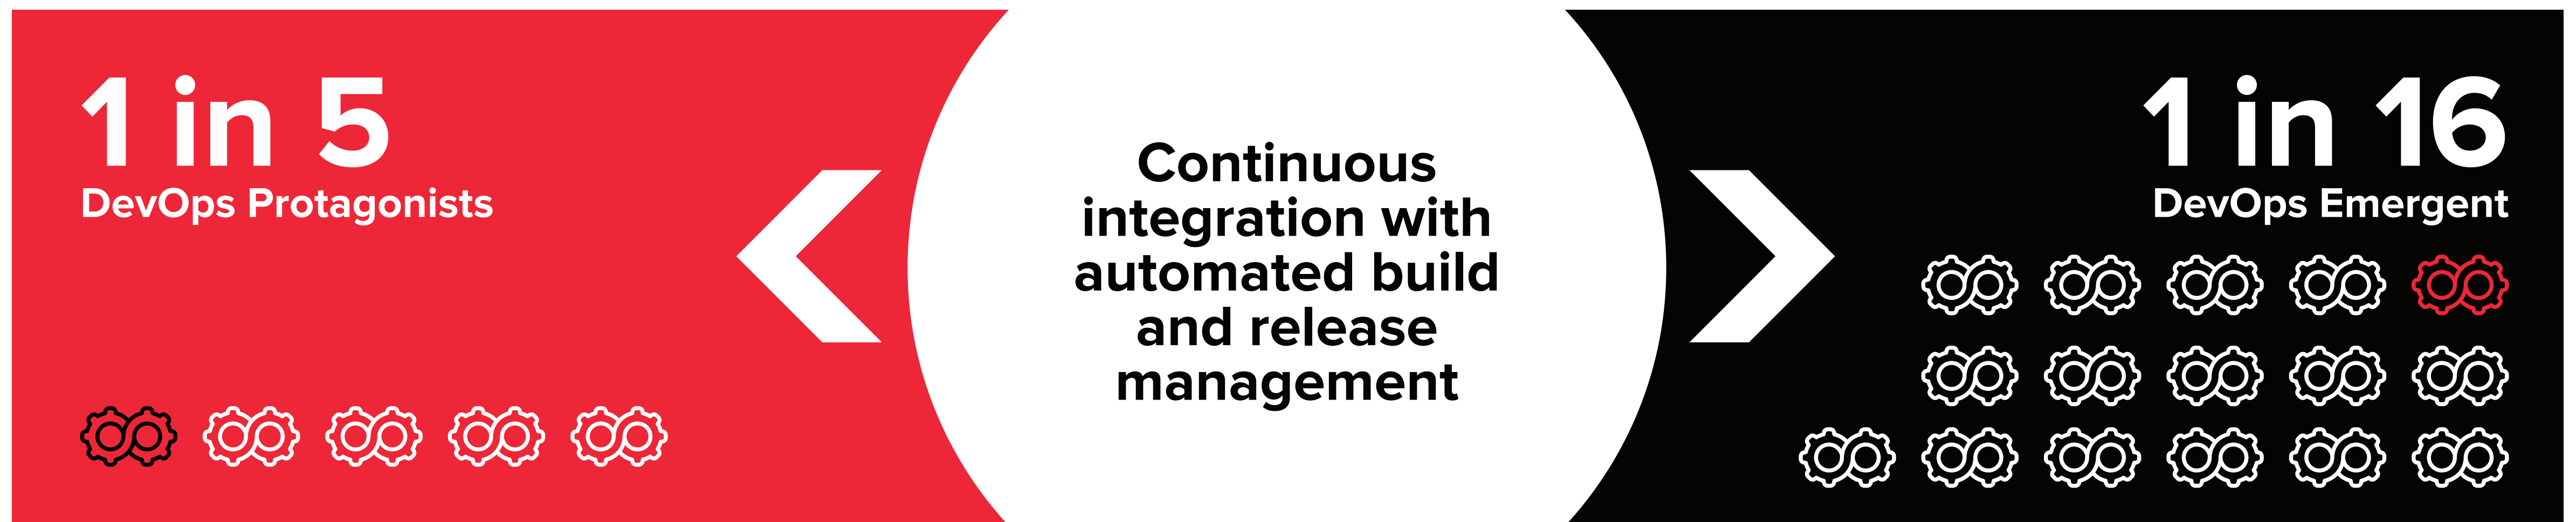 1 in 5
DevOps Protagonists
Continuous
integration with
automated build
and release
management
1 in 16
DevOps Emergent